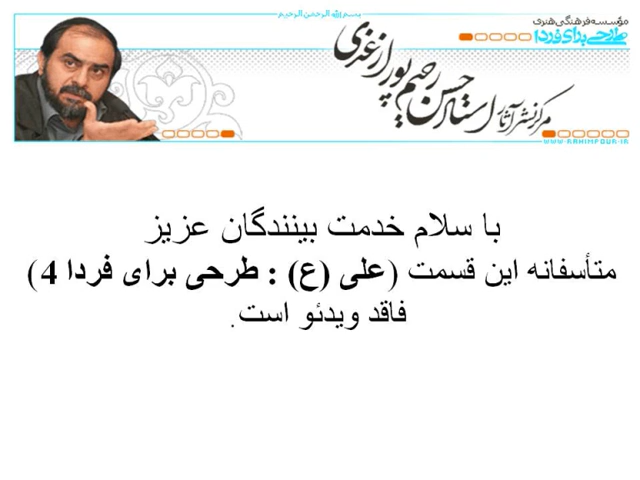 بسم الله الرحمن الرحیم
مؤسسه فرهنگی هنری
طرحی برای فردا
مرکز نشر آثار استاد حسن رحیم پور ازغدی
WWW.RAHIMPOUR.IR
با سلام خدمت بینندگان عزیز
متأسفانه این قسمت (علی (ع) : طرحی برای فردا 4)
فاقد ویدئو است.